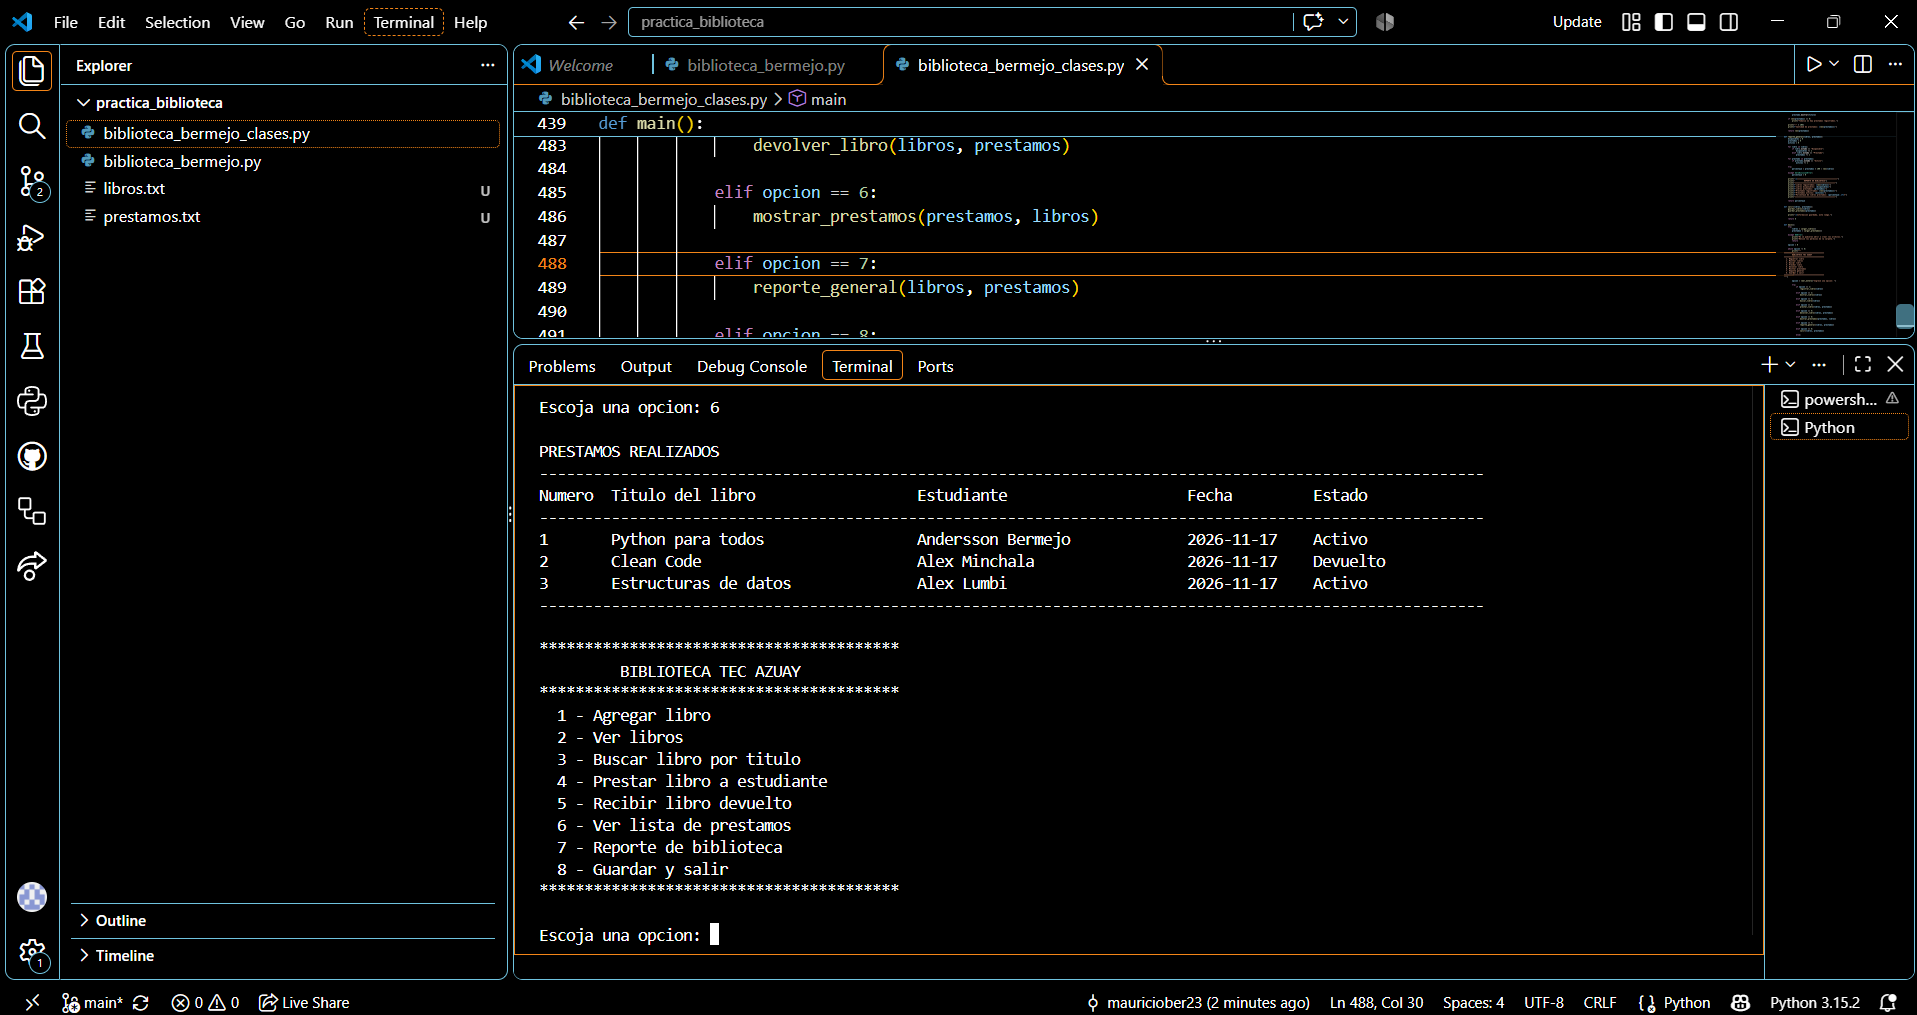 File Edit Selection View Go Run Terminal Help
practica_biblioteca
Update
Explorer
practica_biblioteca
biblioteca_bermejo_clases.py
biblioteca_bermejo.py
libros.txt U
prestamos.txt U
2
1
Outline
Timeline
Welcome biblioteca_bermejo.py biblioteca_bermejo_clases.py
biblioteca_bermejo_clases.py > main
439 def main():
483 devolver_libro(libros, prestamos)
484
485 elif opcion == 6:
486 mostrar_prestamos(prestamos, libros)
487
488 elif opcion == 7:
489 reporte_general(libros, prestamos)
490
491 elif opcion == 8:
Problems Output Debug Console Terminal Ports
powersh...
Python
Escoja una opcion: 6
PRESTAMOS REALIZADOS
---------------------------------------------------------------------------------------------------------
Numero Titulo del libro Estudiante Fecha Estado
---------------------------------------------------------------------------------------------------------
1 Python para todos Andersson Bermejo 2026-11-17 Activo
2 Clean Code Alex Minchala 2026-11-17 Devuelto
3 Estructuras de datos Alex Lumbi 2026-11-17 Activo
---------------------------------------------------------------------------------------------------------
****************************************
BIBLIOTECA TEC AZUAY
****************************************
1 - Agregar libro
2 - Ver libros
3 - Buscar libro por titulo
4 - Prestar libro a estudiante
5 - Recibir libro devuelto
6 - Ver lista de prestamos
7 - Reporte de biblioteca
8 - Guardar y salir
****************************************
Escoja una opcion:
main* 0 0 Live Share mauriciober23 (2 minutes ago) Ln 488, Col 30 Spaces: 4 UTF-8 CRLF { } Python Python 3.15.2